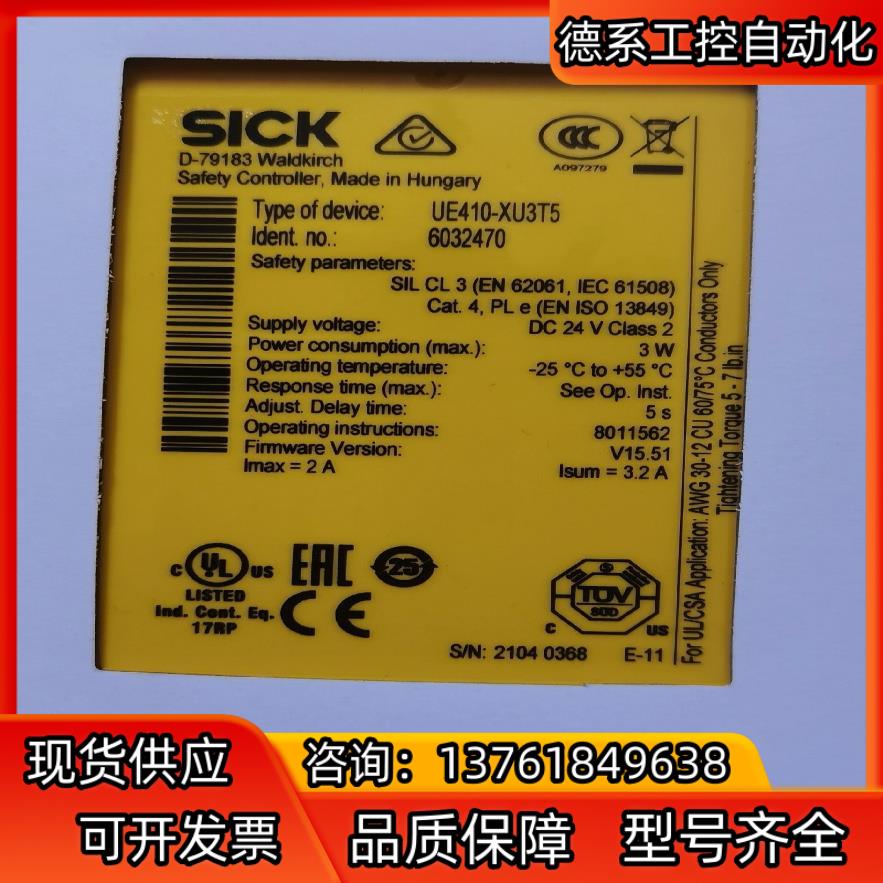 德系工控自动化
SICK
D-79183 Waldkirch
Safety Controller, Made in Hungary
CCC
A097279
Type of device: UE410-XU3T5
Ident. no.: 6032470
Safety parameters:
SIL CL 3 (EN 62061, IEC 61508)
Cat. 4, PL e (EN ISO 13849)
Supply voltage: DC 24 V Class 2
Power consumption (max.): 3 W
Operating temperature: -25 °C to +55 °C
Response time (max.): See Op. Inst.
Adjust. Delay time: 5 s
Operating instructions: 8011562
Firmware Version: V15.51
Imax = 2 A Isum = 3.2 A
For UL/CSA Application: AWG 30-12 CU 60/75°C Conductors Only
Tightening Torque 5 - 7 lb.in
C UL US
LISTED
Ind. Cont. Eq.
17RP
EAC
25
CE
TÜV
SÜD
C US
S/N: 2104 0368 E-11
现货供应
咨询：13761849638
可开发票
品质保障
型号齐全